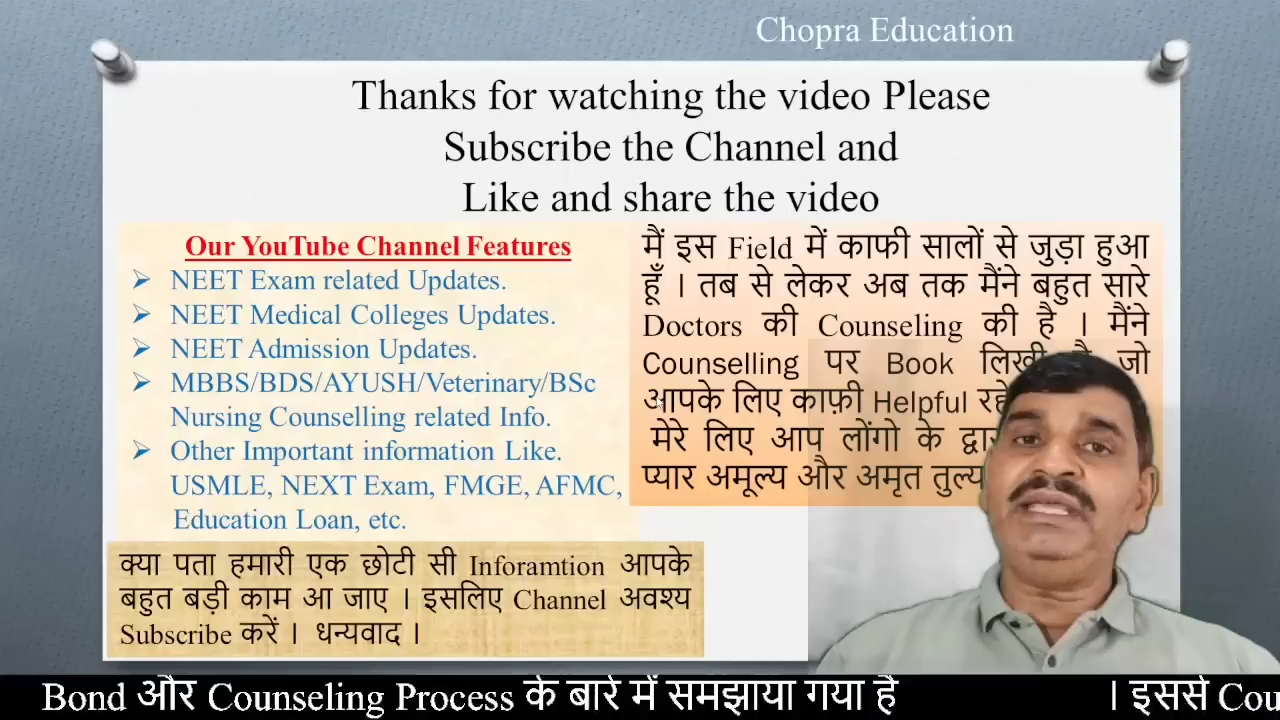 Chopra Education
Thanks for watching the video Please
Subscribe the Channel and
Like and share the video
Our YouTube Channel Features
NEET Exam related Updates.
NEET Medical Colleges Updates.
NEET Admission Updates.
MBBS/BDS/AYUSH/Veterinary/BSc
Nursing Counselling related Info.
Other Important information Like.
USMLE, NEXT Exam, FMGE, AFMC,
Education Loan, etc.
मैं इस Field में काफी सालों से जुड़ा हुआ
हूँ । तब से लेकर अब तक मैंने बहुत सारे
Doctors की Counseling की है । मैंने
Counselling पर Book जो
आपके लिए काफ़ी Helpful
मेरे लिए आप लोंगो के
प्यार अमूल्य और अमृत तुल्य
क्या पता हमारी एक छोटी सी Inforamtion आपके
बहुत बड़ी काम आ जाए । इसलिए Channel अवश्य
Subscribe करें । धन्यवाद ।
Bond और Counseling Process के बारे में समझाया गया है । इससे